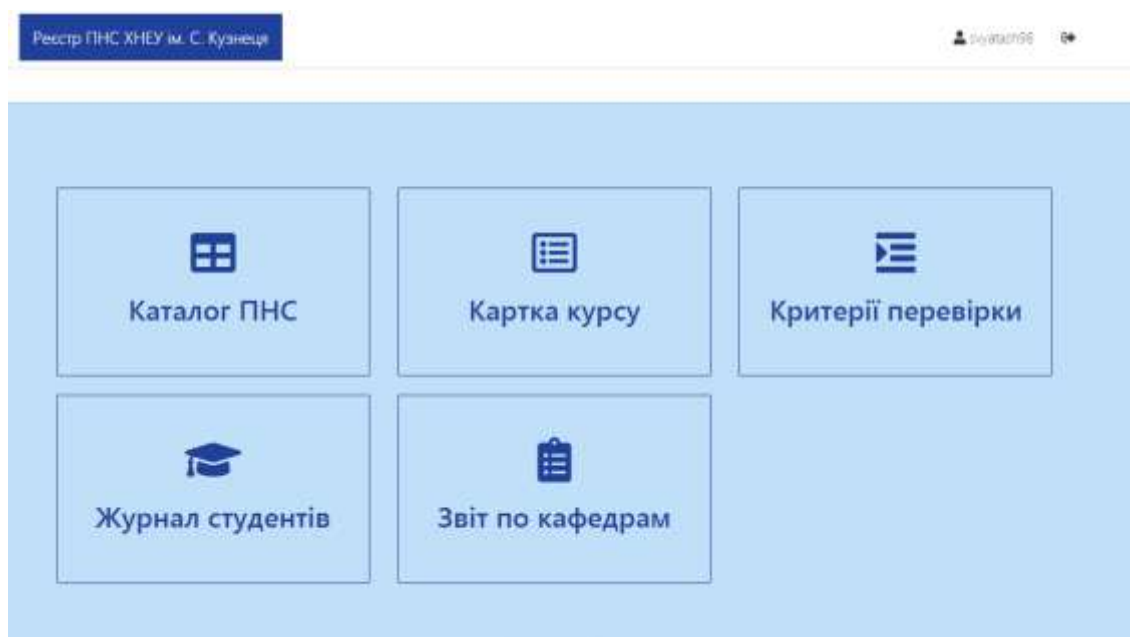 Реєстр ПНС ХНЕУ ім. С. Кузнеця
Каталог ПНС
Картка курсу
Критерії перевірки
Журнал студентів
Звіт по кафедрам